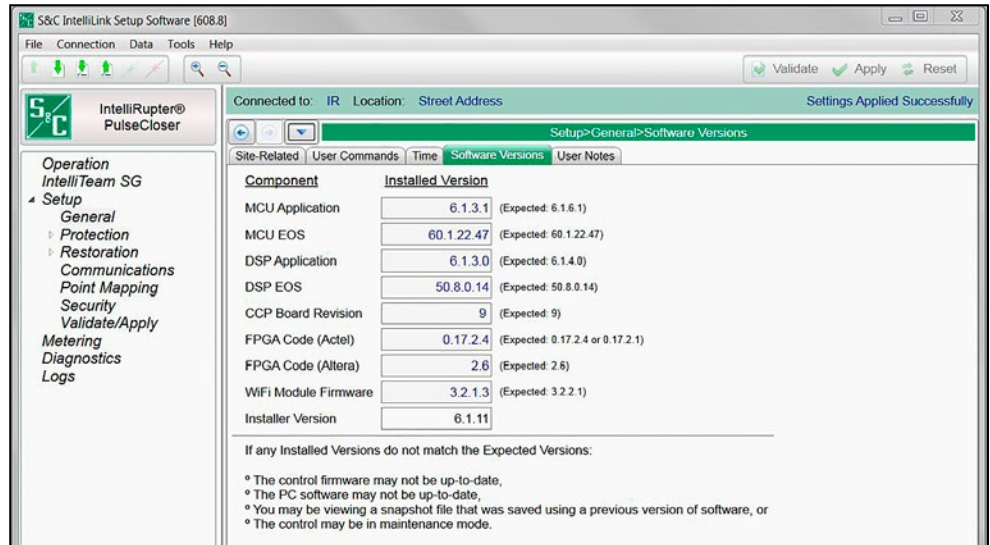 S&C IntelliLink Setup Software [608.8]
File Connection Data Tools Help
Validate Apply Reset
S&C
IntelliRupter®
PulseCloser
Operation
IntelliTeam SG
Setup
General
Protection
Restoration
Communications
Point Mapping
Security
Validate/Apply
Metering
Diagnostics
Logs
Connected to: IR Location: Street Address Settings Applied Successfully
Setup>General>Software Versions
Site-Related User Commands Time Software Versions User Notes
Component Installed Version
MCU Application 6.1.3.1 (Expected: 6.1.6.1)
MCU EOS 60.1.22.47 (Expected: 60.1.22.47)
DSP Application 6.1.3.0 (Expected: 6.1.4.0)
DSP EOS 50.8.0.14 (Expected: 50.8.0.14)
CCP Board Revision 9 (Expected: 9)
FPGA Code (Actel) 0.17.2.4 (Expected: 0.17.2.4 or 0.17.2.1)
FPGA Code (Altera) 2.6 (Expected: 2.6)
WiFi Module Firmware 3.2.1.3 (Expected: 3.2.2.1)
Installer Version 6.1.11
If any Installed Versions do not match the Expected Versions:
º The control firmware may not be up-to-date,
º The PC software may not be up-to-date,
º You may be viewing a snapshot file that was saved using a previous version of software, or
º The control may be in maintenance mode.